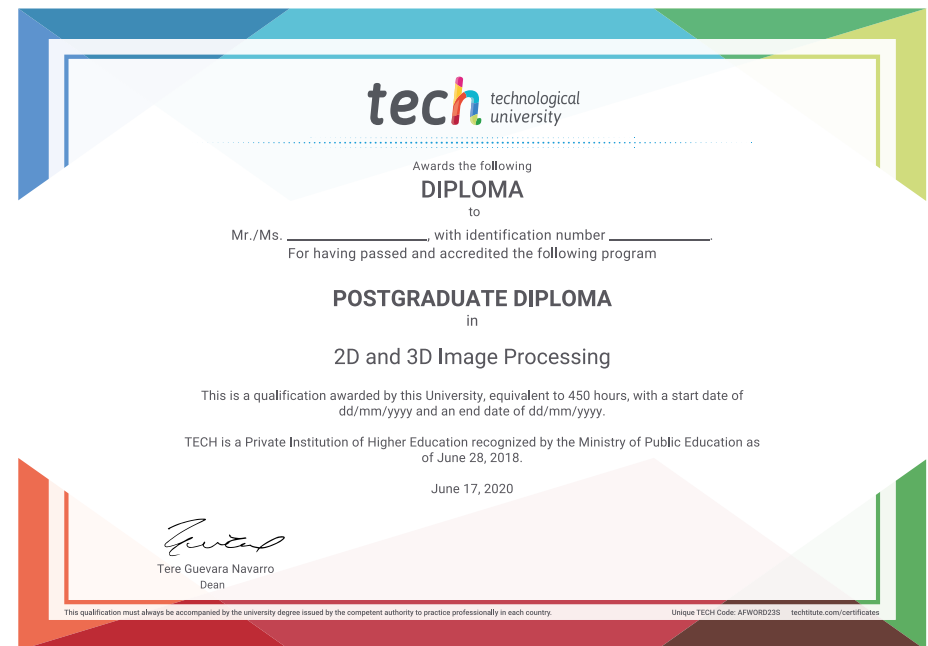 tech technological
university
Awards the following
DIPLOMA
to
Mr./Ms. ____________________, with identification number ______________.
For having passed and accredited the following program
POSTGRADUATE DIPLOMA
in
2D and 3D Image Processing
This is a qualification awarded by this University, equivalent to 450 hours, with a start date of
dd/mm/yyyy and an end date of dd/mm/yyyy.
TECH is a Private Institution of Higher Education recognized by the Ministry of Public Education as
of June 28, 2018.
June 17, 2020
Tere Guevara Navarro
Dean
This qualification must always be accompanied by the university degree issued by the competent authority to practice professionally in each country.
Unique TECH Code: AFWORD23S techtitute.com/certificates